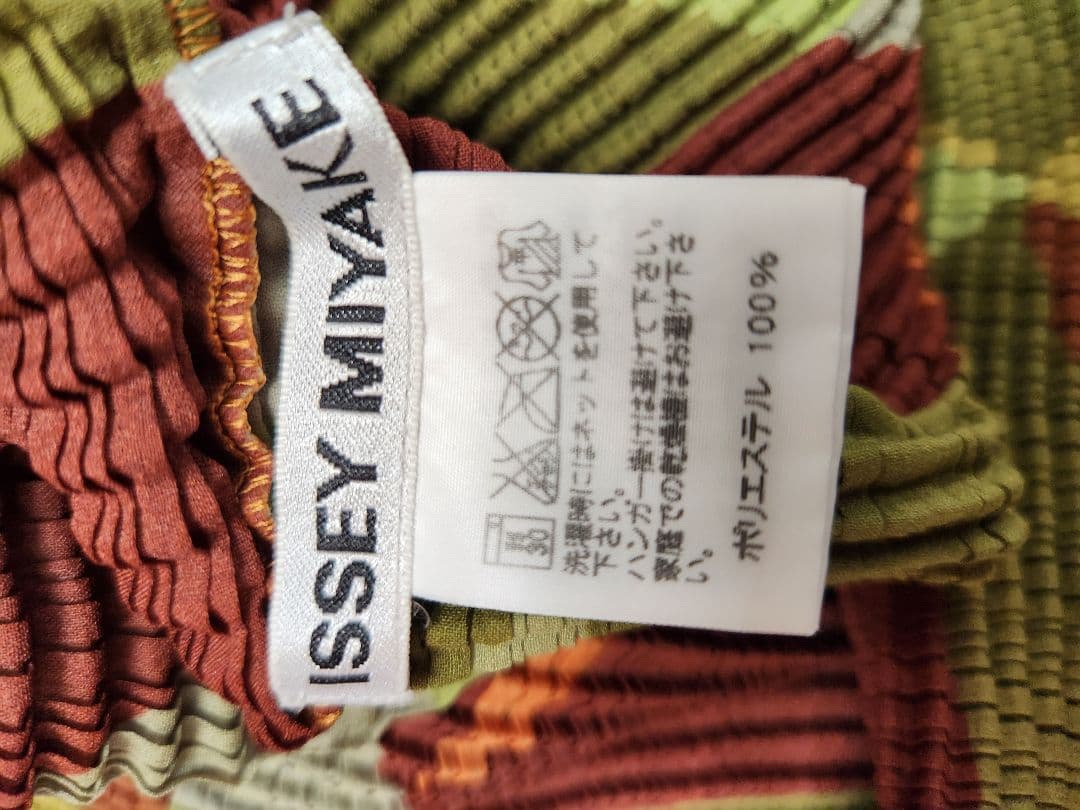 ISSEY MIYAKE
弱
30
洗濯時にはネットを使用して
下さい。
ハンガー掛けは避けて下さい。
家庭での乾燥機はお避け下さ
い。
ポリエステル 100%